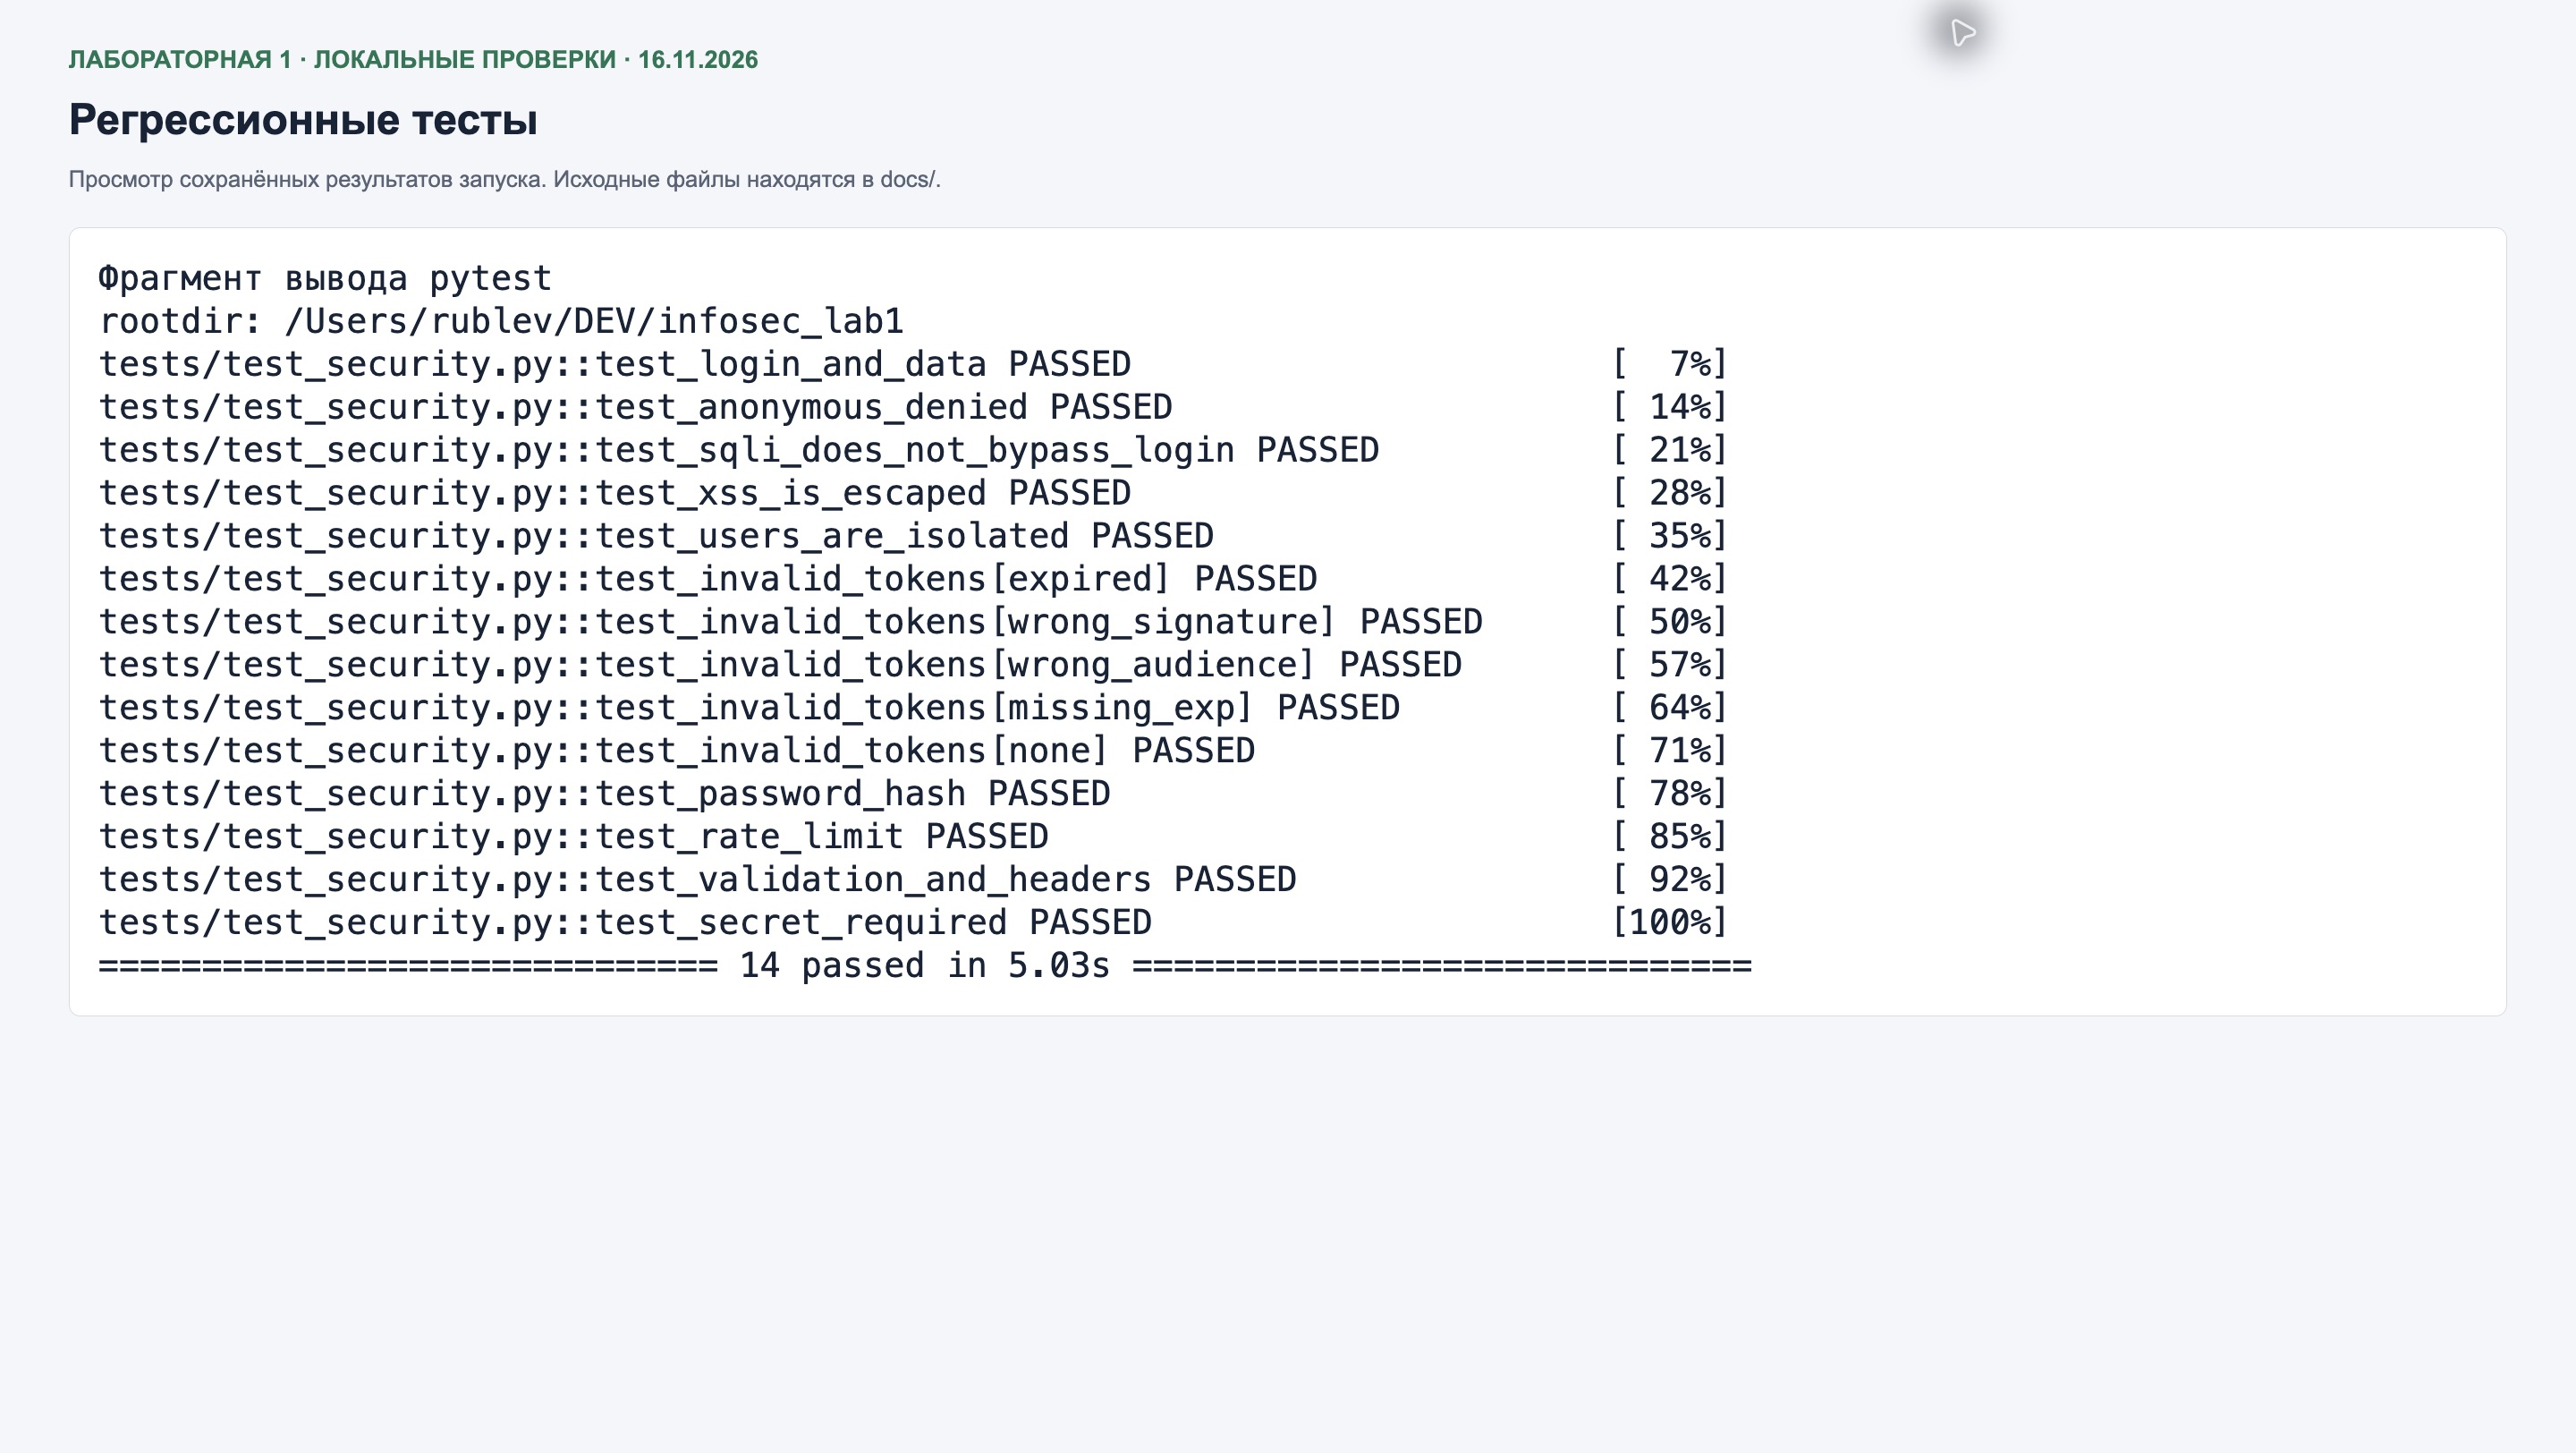 ЛАБОРАТОРНАЯ 1 · ЛОКАЛЬНЫЕ ПРОВЕРКИ · 16.11.2026
Регрессионные тесты
Просмотр сохранённых результатов запуска. Исходные файлы находятся в docs/.
Фрагмент вывода pytest
rootdir: /Users/rublev/DEV/infosec_lab1
tests/test_security.py::test_login_and_data PASSED [  7%]
tests/test_security.py::test_anonymous_denied PASSED [ 14%]
tests/test_security.py::test_sqli_does_not_bypass_login PASSED [ 21%]
tests/test_security.py::test_xss_is_escaped PASSED [ 28%]
tests/test_security.py::test_users_are_isolated PASSED [ 35%]
tests/test_security.py::test_invalid_tokens[expired] PASSED [ 42%]
tests/test_security.py::test_invalid_tokens[wrong_signature] PASSED [ 50%]
tests/test_security.py::test_invalid_tokens[wrong_audience] PASSED [ 57%]
tests/test_security.py::test_invalid_tokens[missing_exp] PASSED [ 64%]
tests/test_security.py::test_invalid_tokens[none] PASSED [ 71%]
tests/test_security.py::test_password_hash PASSED [ 78%]
tests/test_security.py::test_rate_limit PASSED [ 85%]
tests/test_security.py::test_validation_and_headers PASSED [ 92%]
tests/test_security.py::test_secret_required PASSED [100%]
============================== 14 passed in 5.03s ==============================